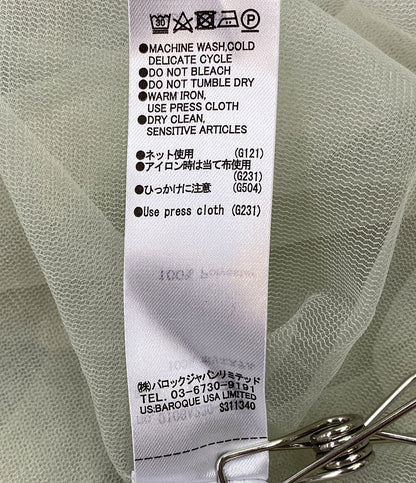 30 P
●MACHINE WASH,COLD
DELICATE CYCLE
●DO NOT BLEACH
●DO NOT TUMBLE DRY
●WARM IRON,
USE PRESS CLOTH
●DRY CLEAN,
SENSITIVE ARTICLES
●ネット使用 (G121)
●アイロン時は当て布使用
(G231)
●ひっかけに注意 (G504)
●Use press cloth (G231)
100% Polyester
(株)バロックジャパンリミテッド
TEL. 03-6730-9191
US:BAROQUE USA LIMITED
S311340